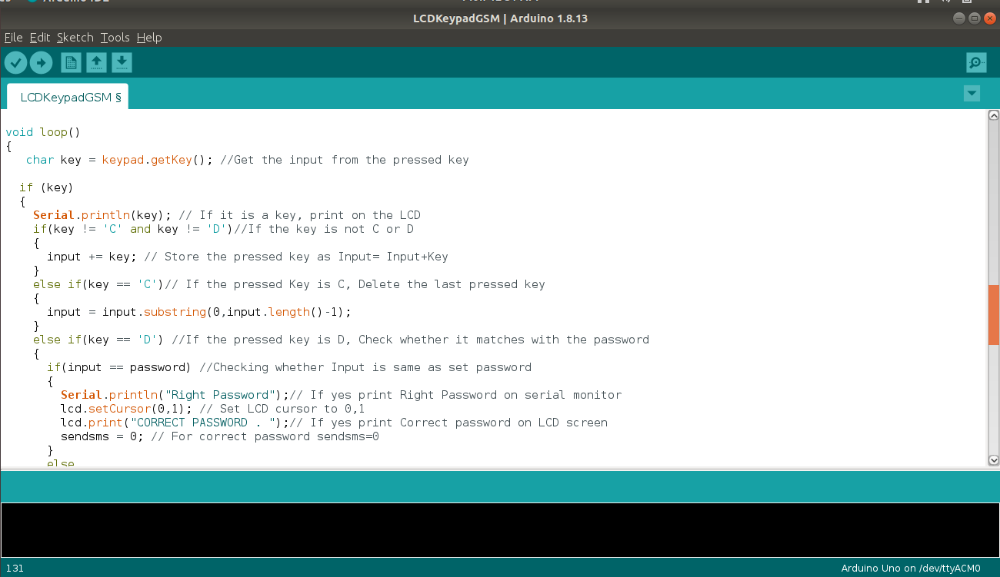 Arduino IDE
LCDKeypadGSM | Arduino 1.8.13
File Edit Sketch Tools Help
LCDKeypadGSM §
void loop()
{
char key = keypad.getKey(); //Get the input from the pressed key
if (key)
{
Serial.println(key); // If it is a key, print on the LCD
if(key != 'C' and key != 'D')//If the key is not C or D
{
input += key; // Store the pressed key as Input= Input+Key
}
else if(key == 'C')// If the pressed Key is C, Delete the last pressed key
{
input = input.substring(0,input.length()-1);
}
else if(key == 'D') //If the pressed key is D, Check whether it matches with the password
{
if(input == password) //Checking whether Input is same as set password
{
Serial.println("Right Password");// If yes print Right Password on serial monitor
lcd.setCursor(0,1); // Set LCD cursor to 0,1
lcd.print("CORRECT PASSWORD . ");// If yes print Correct password on LCD screen
sendsms = 0; // For correct password sendsms=0
}
else
131
Arduino Uno on /dev/ttyACM0